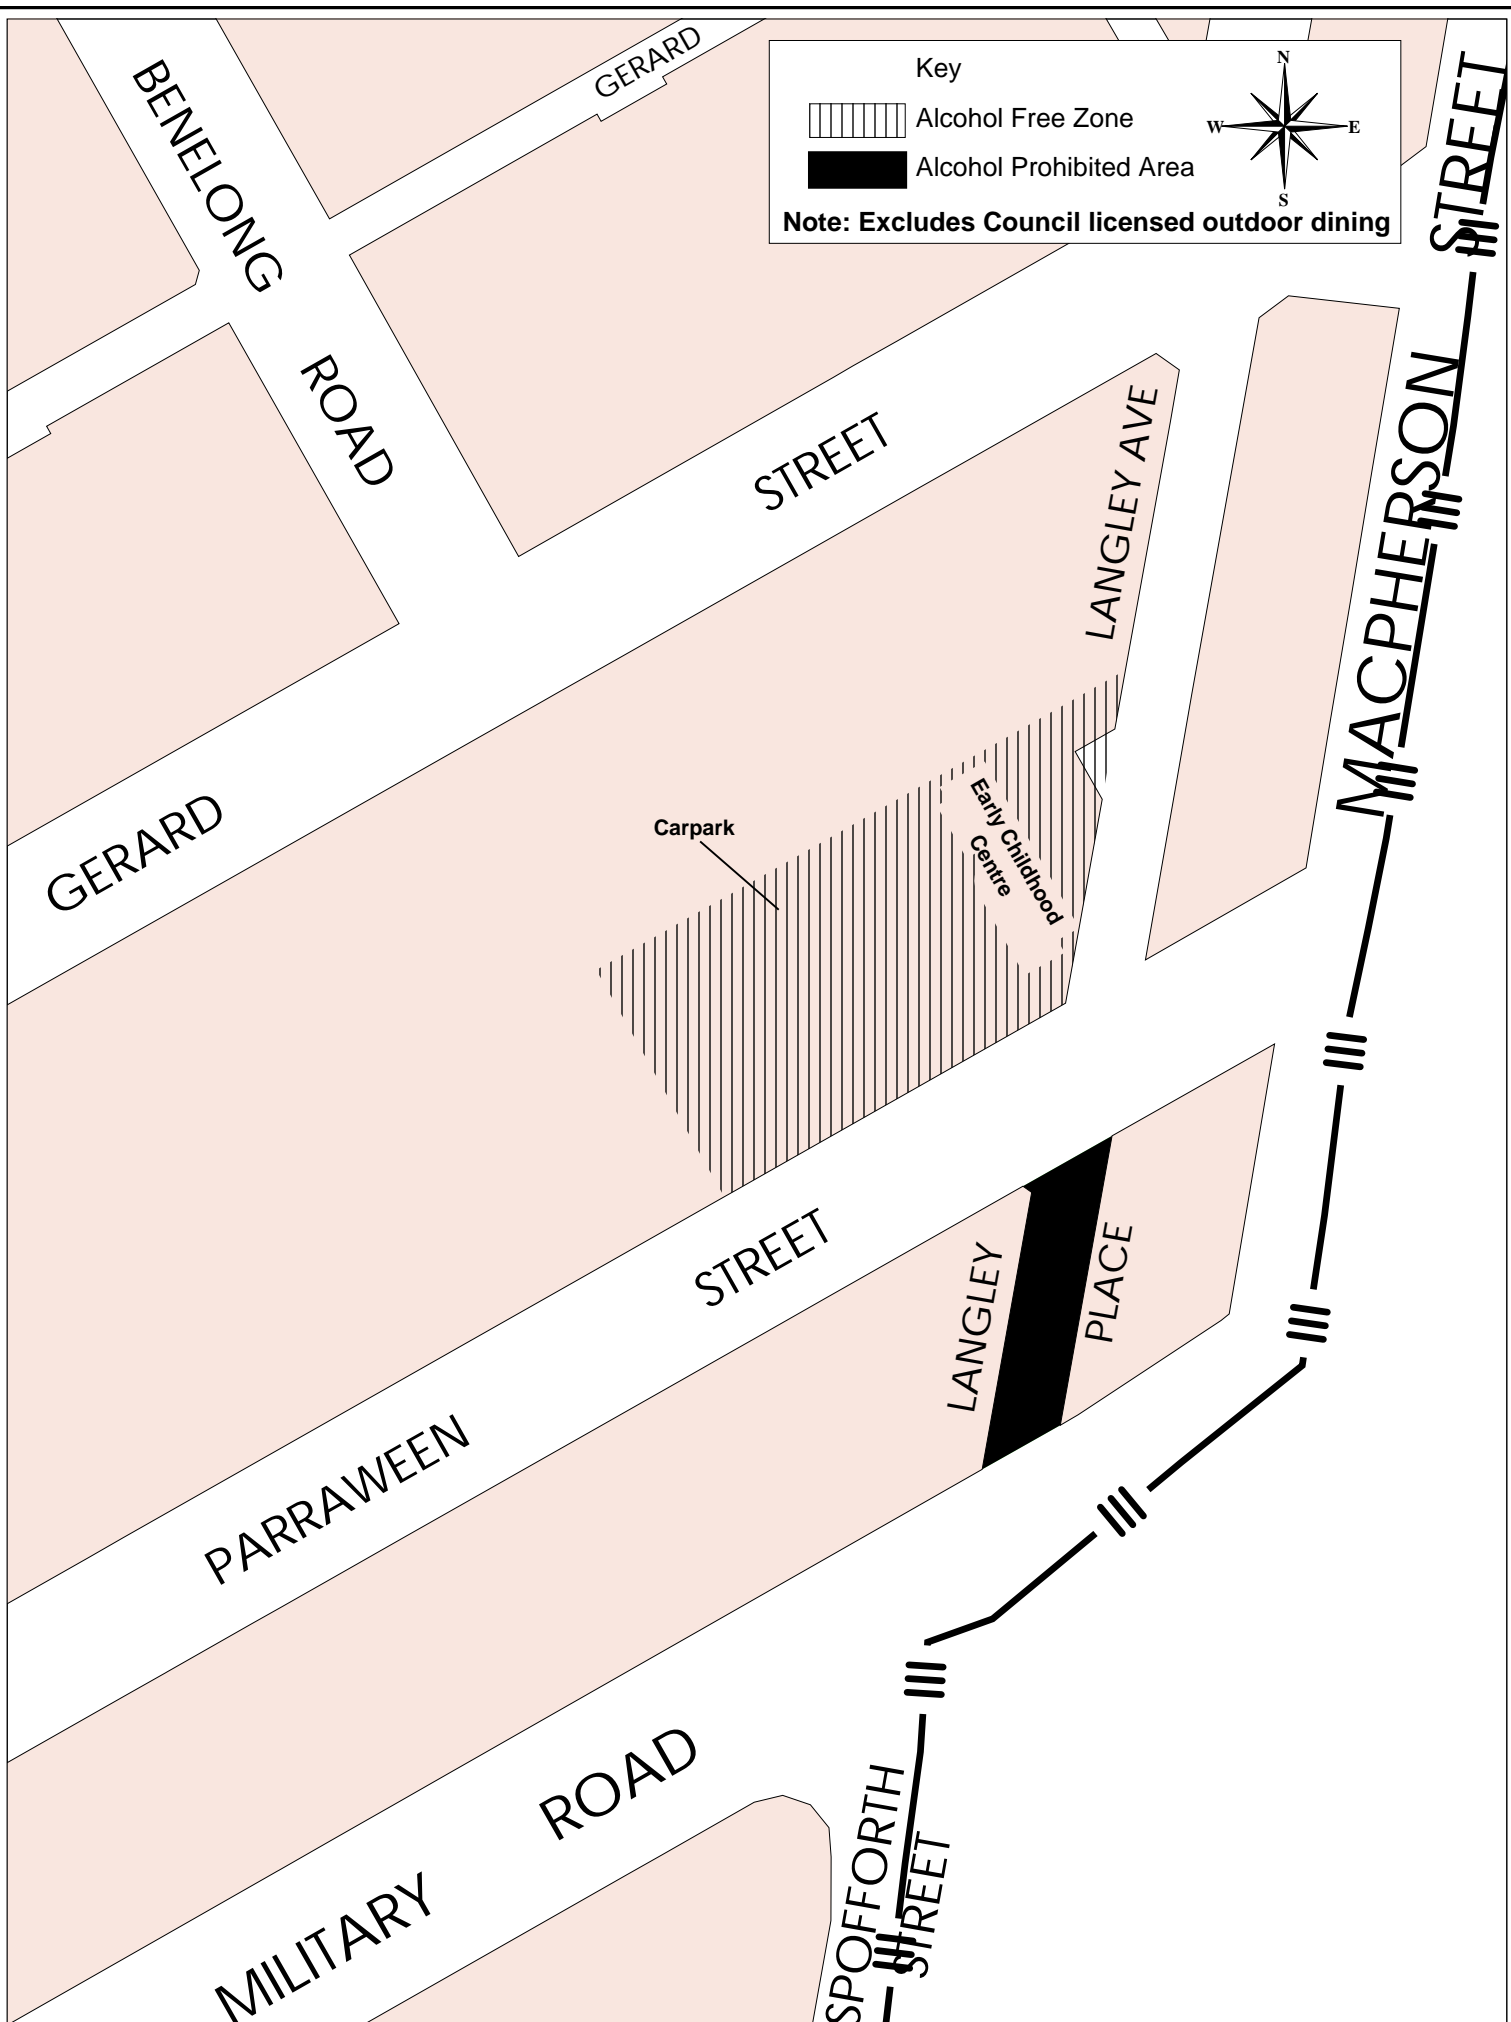 GERARD
Key
Alcohol Free Zone
Alcohol Prohibited Area
Note: Excludes Council licensed outdoor dining
N
W
E
S
BENELONG
ROAD
MACPHERSON
STREET
GERARD
STREET
LANGLEY AVE
Carpark
Early Childhood
Centre
PARRAWEEN
STREET
LANGLEY
PLACE
MILITARY
ROAD
SPOFFORTH
STREET